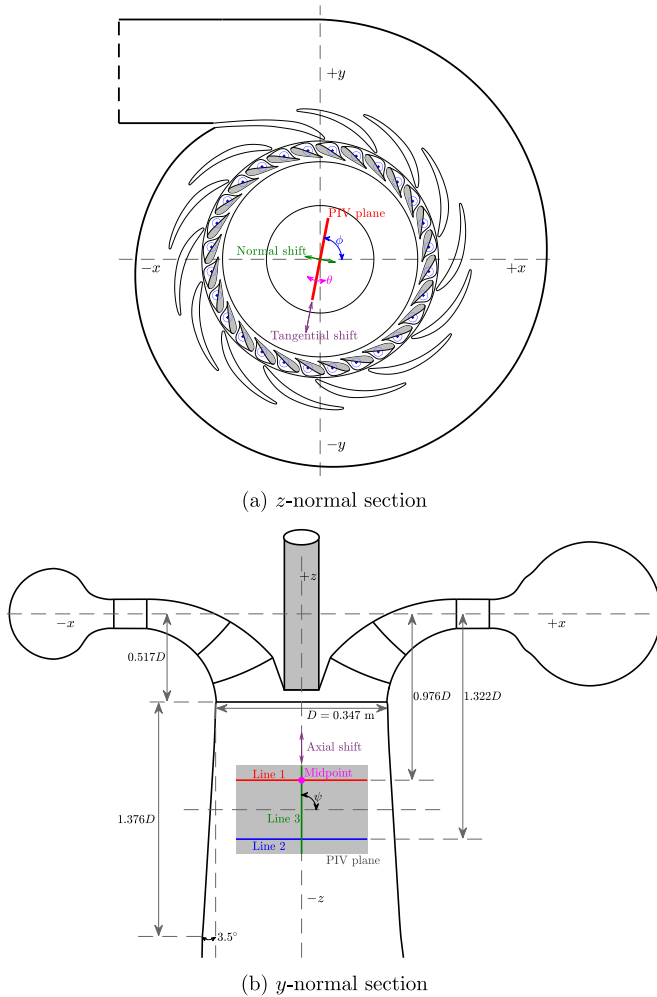 +y
PIV plane
ϕ
Normal shift
−x
+x
θ
Tangential shift
−y
(a) z-normal section
+z
−x
+x
0.517D
0.976D
1.322D
D = 0.347 m
Axial shift
Line 1
Midpoint
ψ
1.376D
Line 3
Line 2
PIV plane
−z
3.5°
(b) y-normal section